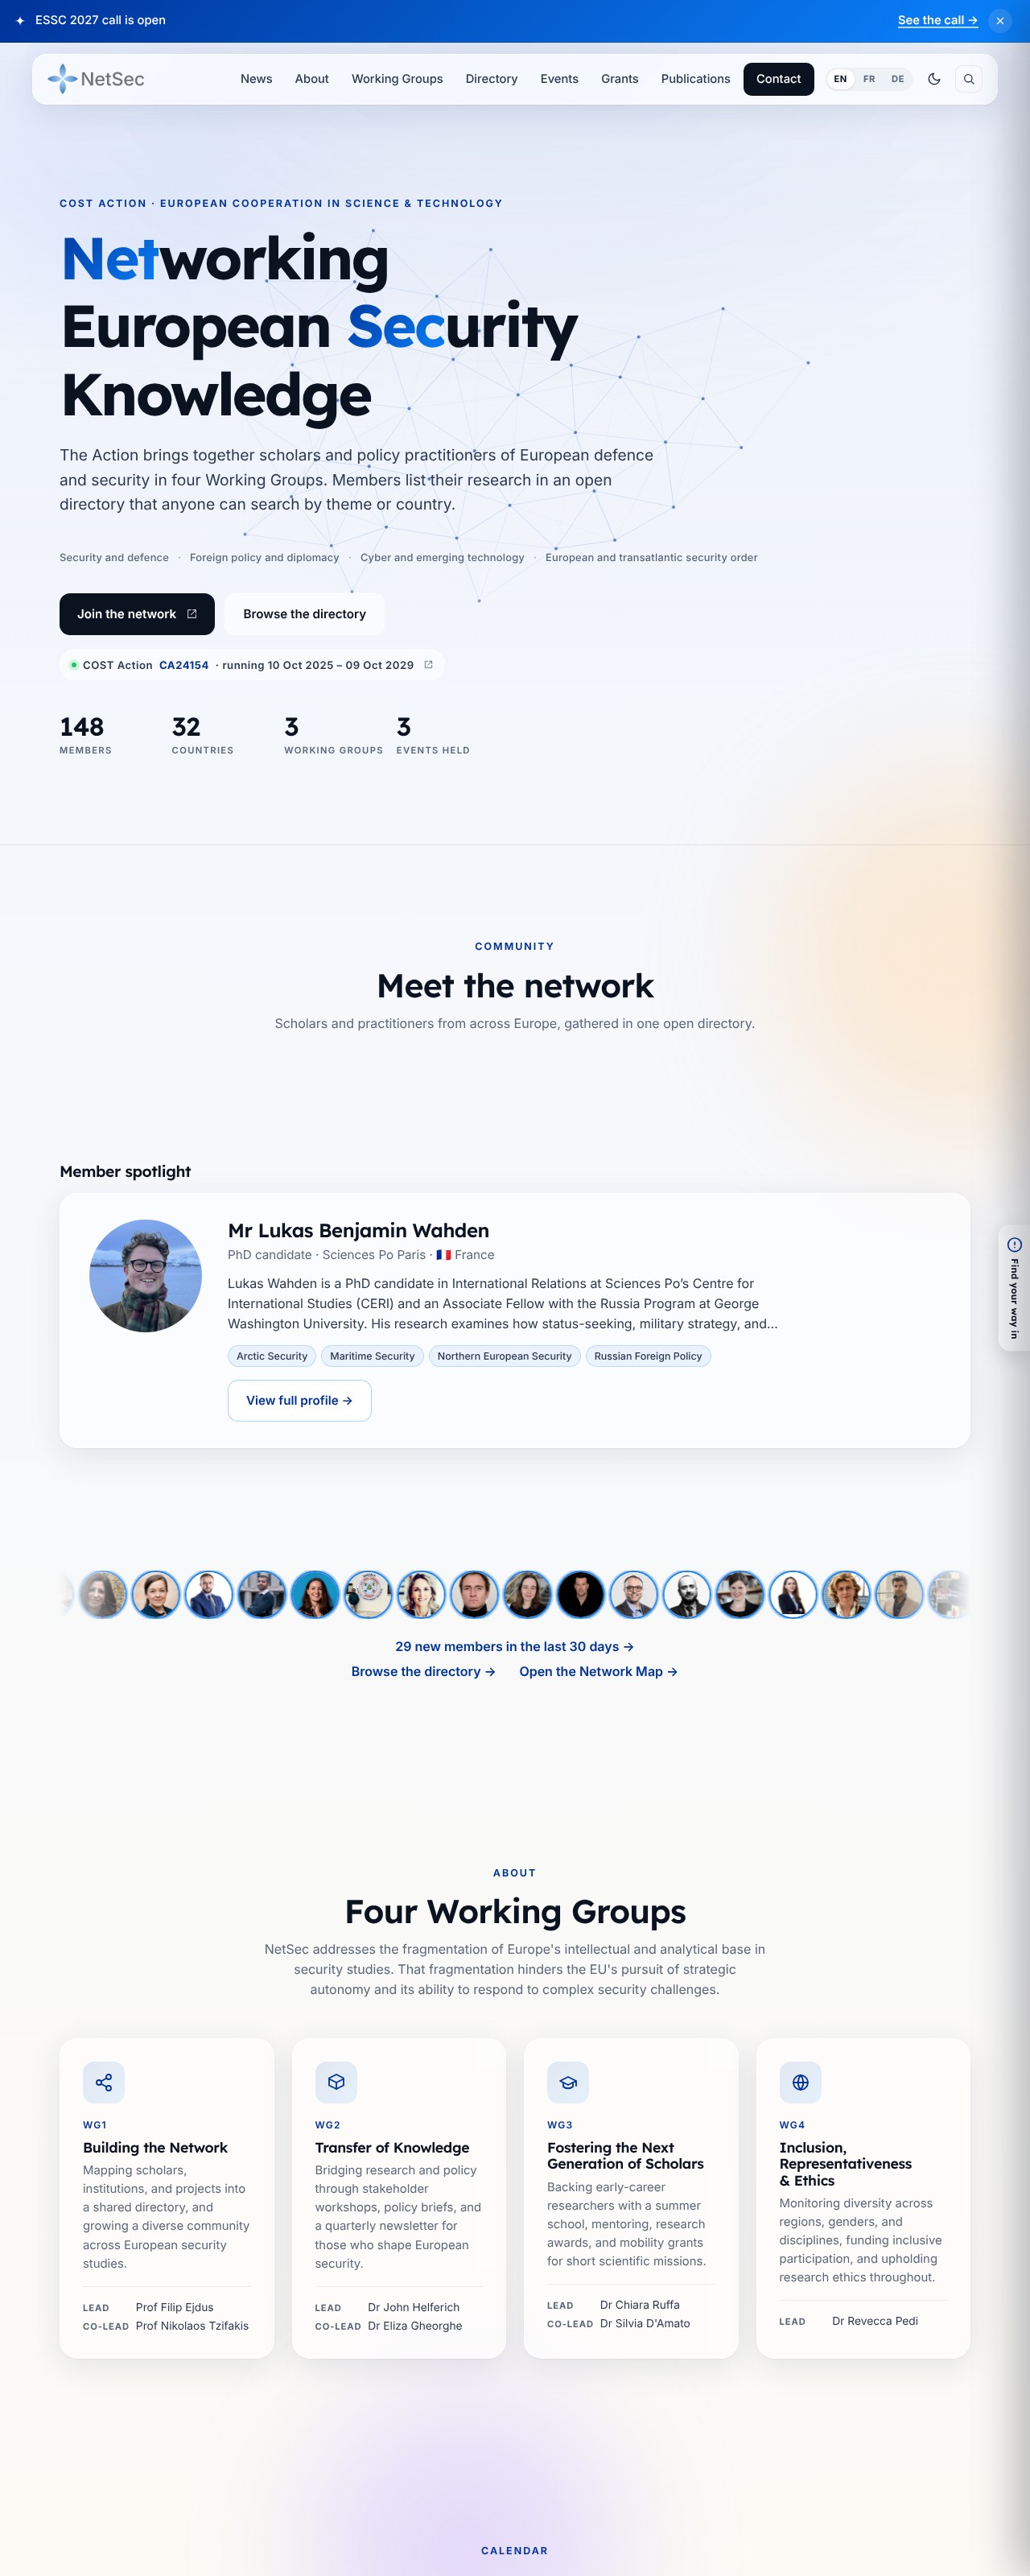 ESSC 2027 call is open
See the call →
NetSec
News
About
Working Groups
Directory
Events
Grants
Publications
Contact
EN
FR
DE
COST ACTION · EUROPEAN COOPERATION IN SCIENCE & TECHNOLOGY
Networking
European Security
Knowledge
The Action brings together scholars and policy practitioners of European defence
and security in four Working Groups. Members list their research in an open
directory that anyone can search by theme or country.
Security and defence · Foreign policy and diplomacy · Cyber and emerging technology · European and transatlantic security order
Join the network
Browse the directory
COST Action CA24154 · running 10 Oct 2025 – 09 Oct 2029
148
MEMBERS
32
COUNTRIES
3
WORKING GROUPS
3
EVENTS HELD
COMMUNITY
Meet the network
Scholars and practitioners from across Europe, gathered in one open directory.
Member spotlight
Mr Lukas Benjamin Wahden
PhD candidate · Sciences Po Paris · 🇫🇷 France
Lukas Wahden is a PhD candidate in International Relations at Sciences Po’s Centre for
International Studies (CERI) and an Associate Fellow with the Russia Program at George
Washington University. His research examines how status-seeking, military strategy, and…
Arctic Security
Maritime Security
Northern European Security
Russian Foreign Policy
View full profile →
Find your way in
29 new members in the last 30 days →
Browse the directory →
Open the Network Map →
ABOUT
Four Working Groups
NetSec addresses the fragmentation of Europe's intellectual and analytical base in
security studies. That fragmentation hinders the EU's pursuit of strategic
autonomy and its ability to respond to complex security challenges.
WG1
Building the Network
Mapping scholars,
institutions, and projects into
a shared directory, and
growing a diverse community
across European security
studies.
LEAD Prof Filip Ejdus
CO-LEAD Prof Nikolaos Tzifakis
WG2
Transfer of Knowledge
Bridging research and policy
through stakeholder
workshops, policy briefs, and
a quarterly newsletter for
those who shape European
security.
LEAD Dr John Helferich
CO-LEAD Dr Eliza Gheorghe
WG3
Fostering the Next
Generation of Scholars
Backing early-career
researchers with a summer
school, mentoring, research
awards, and mobility grants
for short scientific missions.
LEAD Dr Chiara Ruffa
CO-LEAD Dr Silvia D'Amato
WG4
Inclusion,
Representativeness
& Ethics
Monitoring diversity across
regions, genders, and
disciplines, funding inclusive
participation, and upholding
research ethics throughout.
LEAD Dr Revecca Pedi
CALENDAR